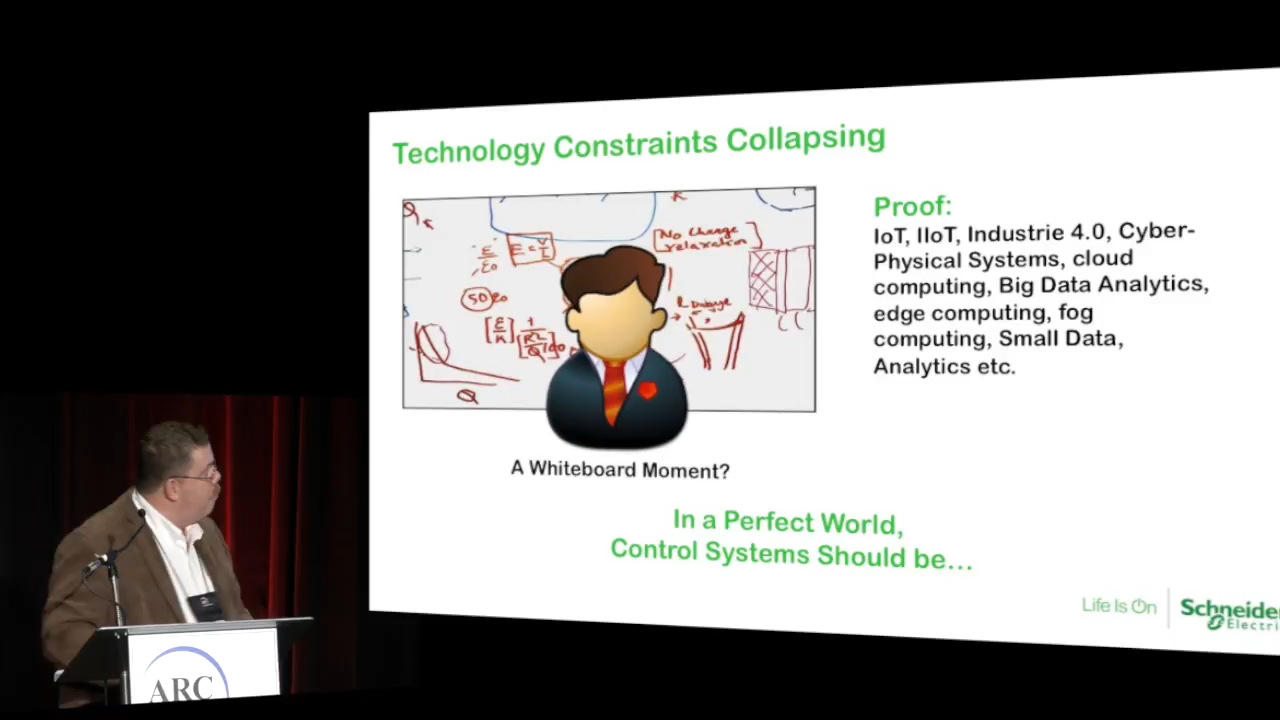 Technology Constraints Collapsing
No Change
relaxation
50
Q
A Whiteboard Moment?
Proof:
IoT, IIoT, Industrie 4.0, Cyber-
Physical Systems, cloud
computing, Big Data Analytics,
edge computing, fog
computing, Small Data,
Analytics etc.
In a Perfect World,
Control Systems Should be...
Life Is On
Schneider
Electric
ARC